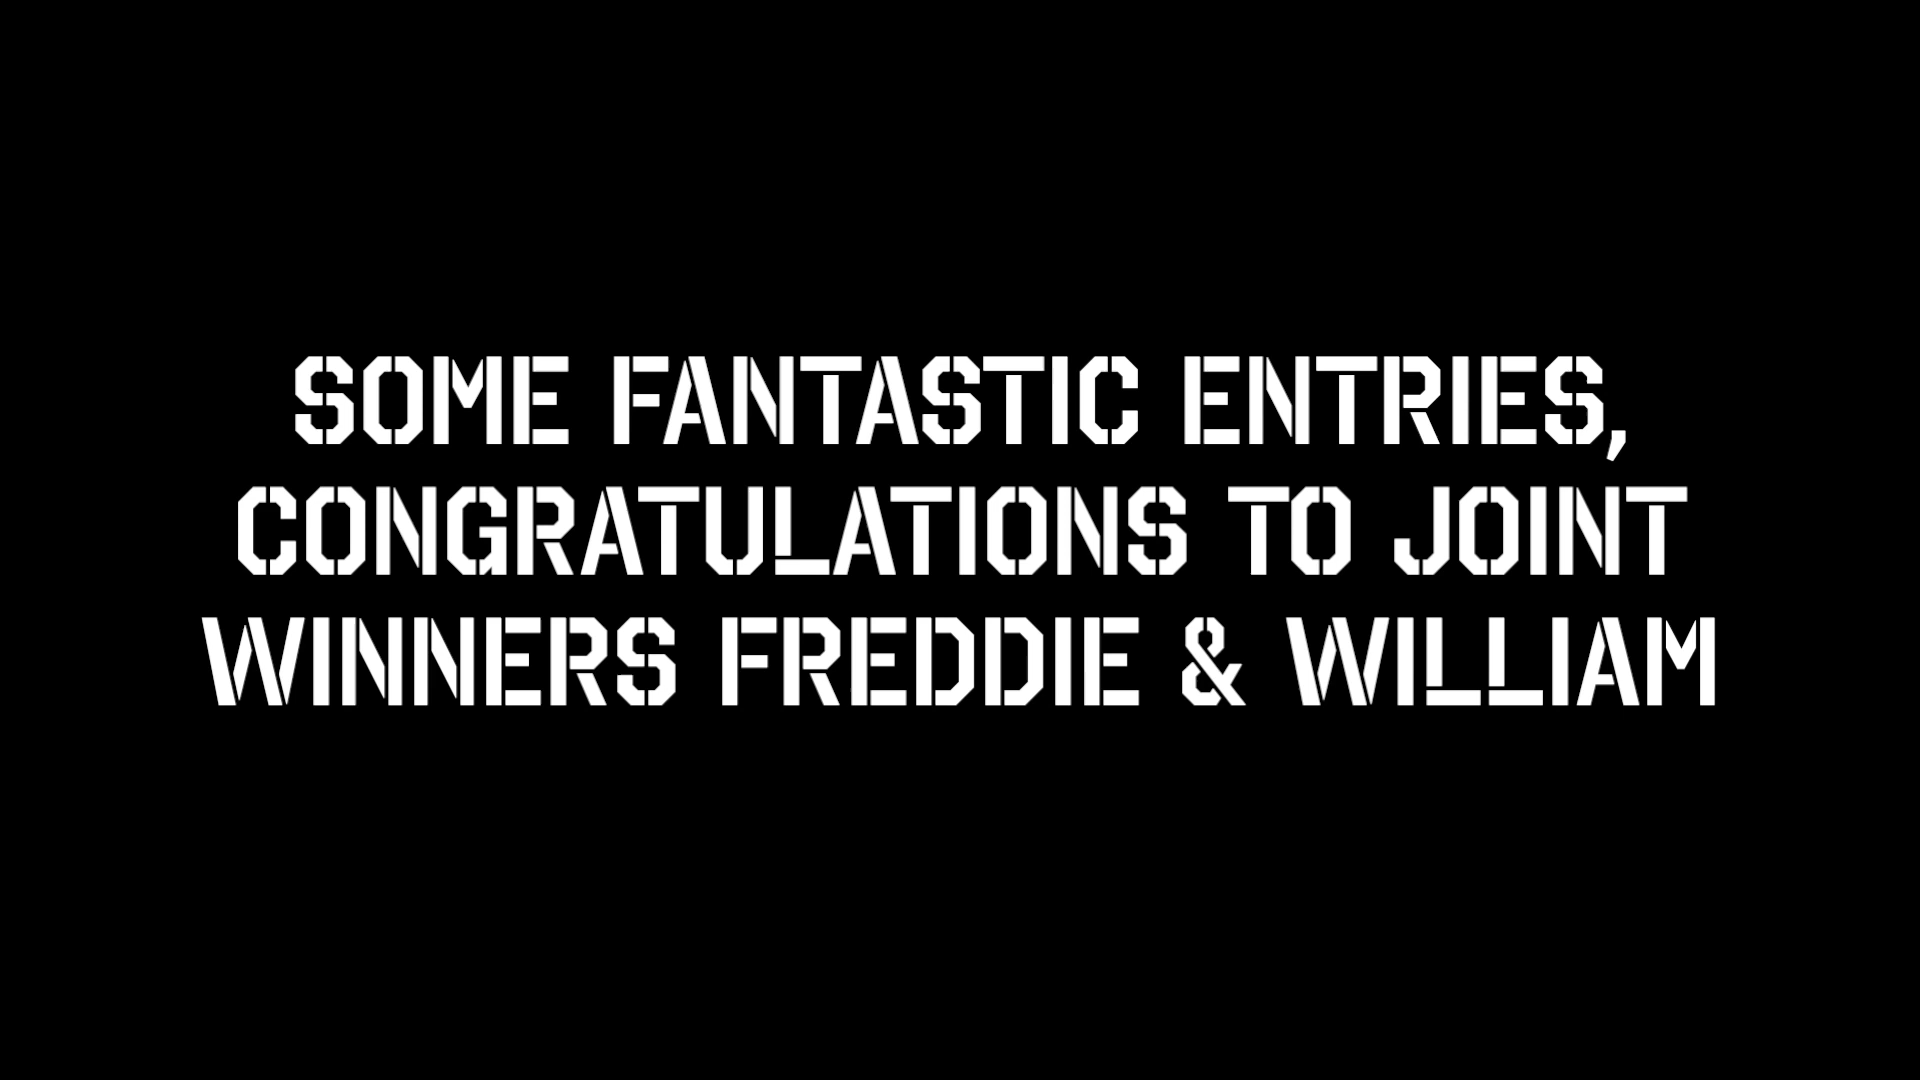 SOME FANTASTIC ENTRIES,
CONGRATULATIONS TO JOINT
WINNERS FREDDIE & WILLIAM